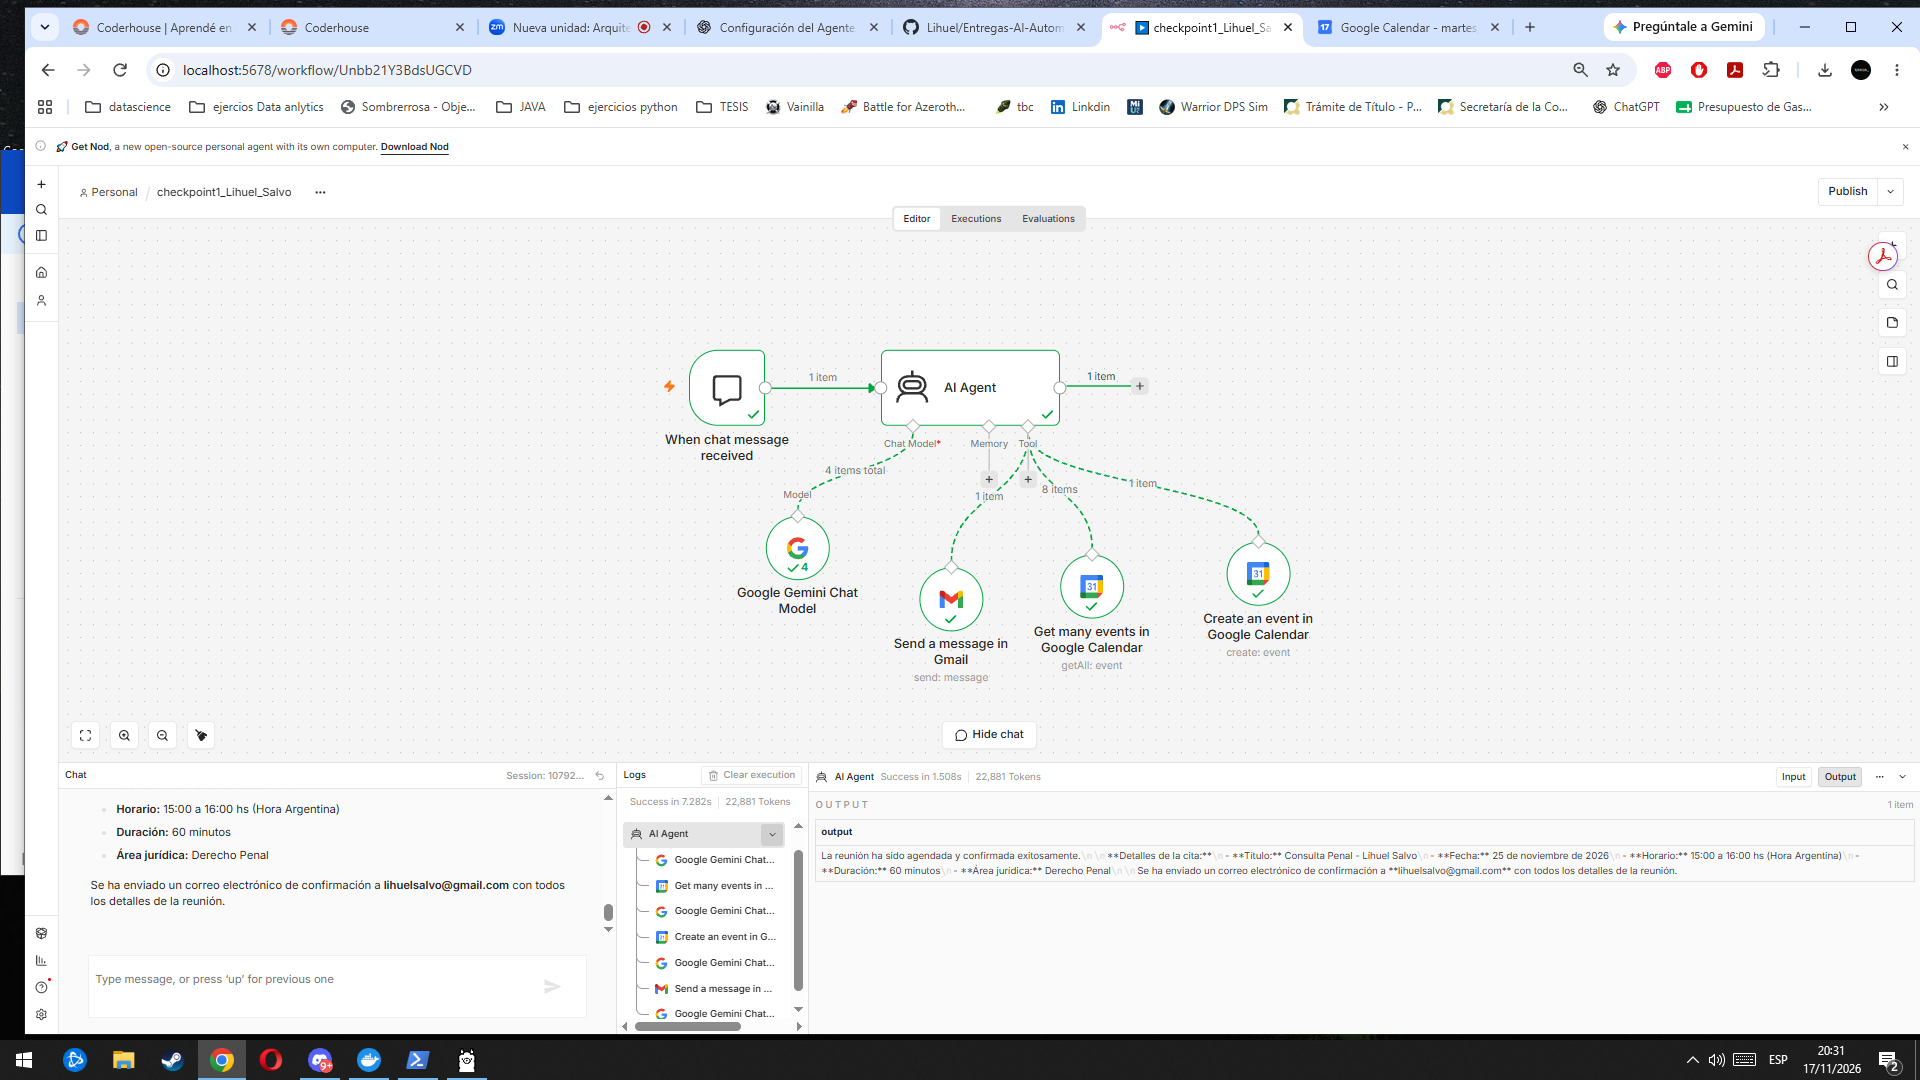 Coderhouse | Aprendé en
Coderhouse
Nueva unidad: Arquite
Configuración del Agente
Lihuel/Entregas-AI-Autom
checkpoint1_Lihuel_Sa
Google Calendar - martes,
Pregúntale a Gemini
localhost:5678/workflow/Unbb21Y3BdsUGCVD
datascience
ejercios Data anlytics
Sombrerrosa - Obje...
JAVA
ejercicios python
TESIS
Vainilla
Battle for Azeroth...
tbc
Linkdin
Warrior DPS Sim
Trámite de Título - P...
Secretaría de la Co...
ChatGPT
Presupuesto de Gas...
Get Nod, a new open-source personal agent with its own computer. Download Nod
Personal / checkpoint1_Lihuel_Salvo ...
Publish
Editor
Executions
Evaluations
1 item
AI Agent
1 item
When chat message
received
Chat Model*
Memory
Tool
4 items total
Model
1 item
8 items
1 item
4
Google Gemini Chat
Model
Send a message in
Gmail
send: message
31
Get many events in
Google Calendar
getAll: event
31
Create an event in
Google Calendar
create: event
Hide chat
Chat
Session: 10792...
Horario: 15:00 a 16:00 hs (Hora Argentina)
Duración: 60 minutos
Área jurídica: Derecho Penal
Se ha enviado un correo electrónico de confirmación a lihuelsalvo@gmail.com con todos
los detalles de la reunión.
Type message, or press ‘up’ for previous one
Logs
Clear execution
Success in 7.282s | 22,881 Tokens
AI Agent
Google Gemini Chat...
Get many events in ...
Google Gemini Chat...
Create an event in G...
Google Gemini Chat...
Send a message in ...
Google Gemini Chat...
AI Agent Success in 1.508s | 22,881 Tokens
Input
Output
OUTPUT
1 item
output
La reunión ha sido agendada y confirmada exitosamente.\n\n**Detalles de la cita:**\n- **Título:** Consulta Penal - Lihuel Salvo\n- **Fecha:** 25 de noviembre de 2026\n- **Horario:** 15:00 a 16:00 hs (Hora Argentina)\n-
**Duración:** 60 minutos\n- **Área jurídica:** Derecho Penal\n\nSe ha enviado un correo electrónico de confirmación a **lihuelsalvo@gmail.com** con todos los detalles de la reunión.
ESP
20:31
17/11/2026
2